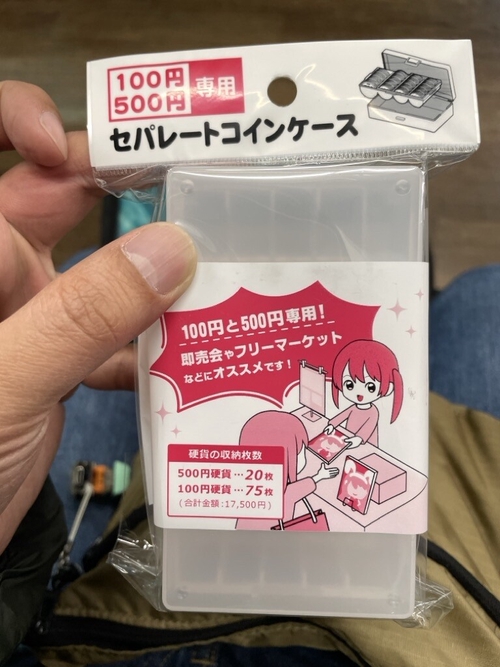 100円
500円
専用
セパレートコインケース
100円と500円専用!
即売会やフリーマーケット
などにオススメです!
硬貨の収納枚数
500円硬貨…20枚
100円硬貨…75枚
(合計金額:17,500円)